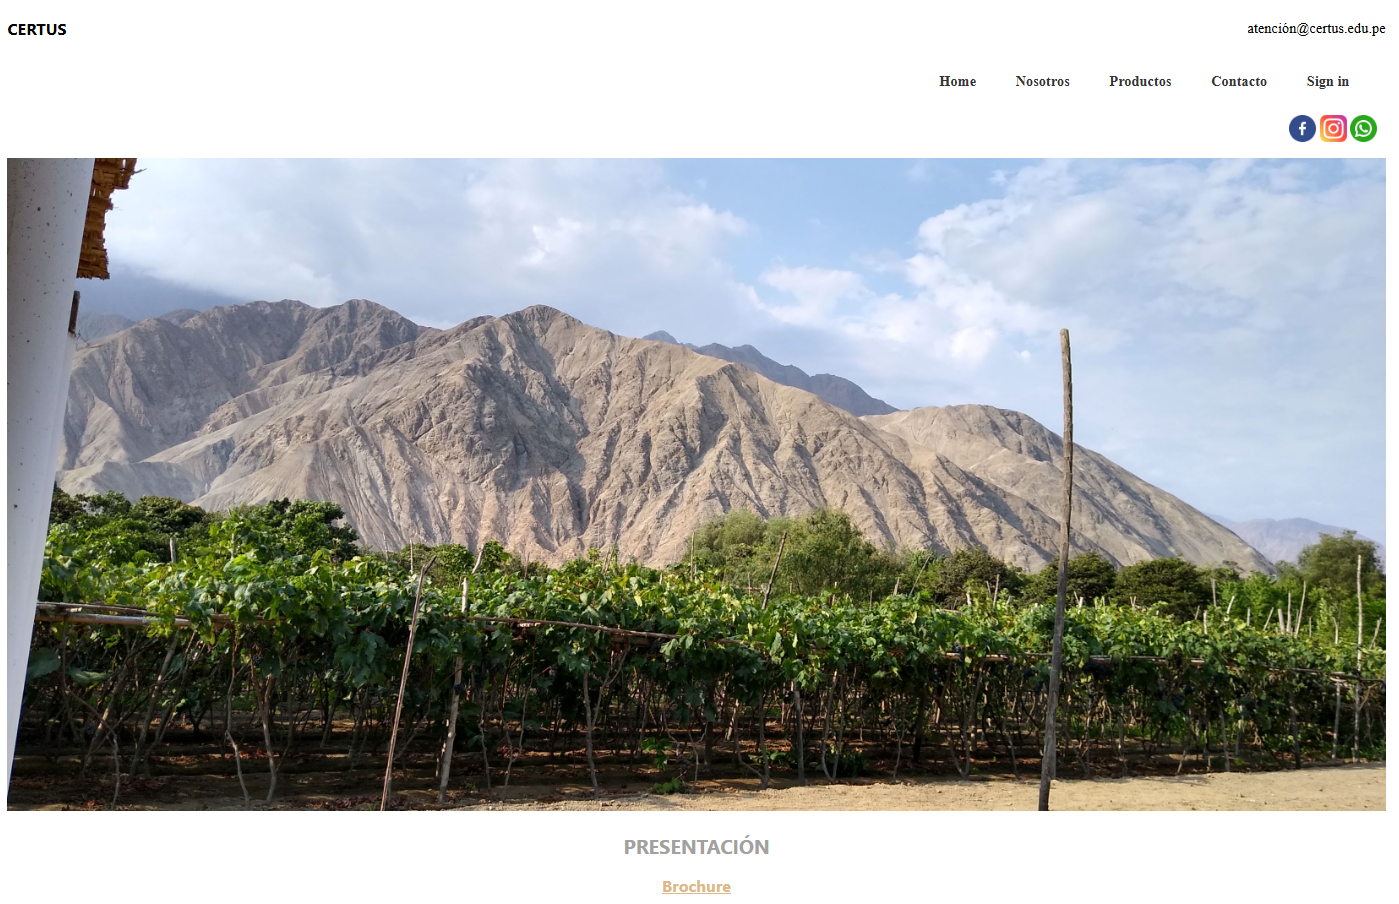 CERTUS
atención@certus.edu.pe
Home Nosotros Productos Contacto Sign in
PRESENTACIÓN
Brochure